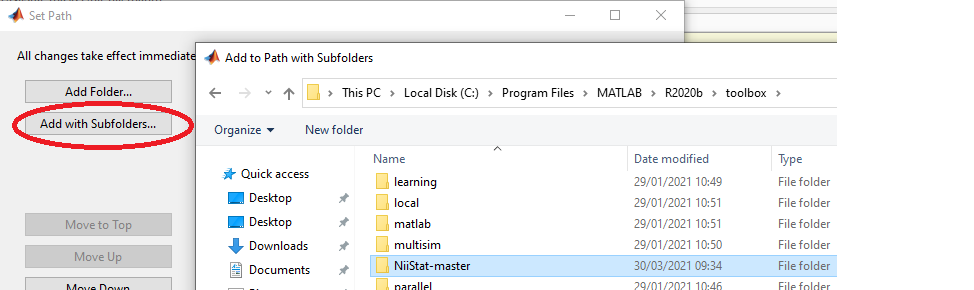 Set Path
All changes take effect immediate
Add Folder...
Add with Subfolders...
Move to Top
Move Up
Move Down
Add to Path with Subfolders
This PC > Local Disk (C:) > Program Files > MATLAB > R2020b > toolbox >
Organize New folder
Name Date modified Type
Quick access
Desktop
Desktop
Downloads
Documents
learning 29/01/2021 10:49 File folder
local 29/01/2021 10:51 File folder
matlab 29/01/2021 10:51 File folder
multisim 29/01/2021 10:50 File folder
NiiStat-master 30/03/2021 09:34 File folder
parallel 29/01/2021 10:46 File folder